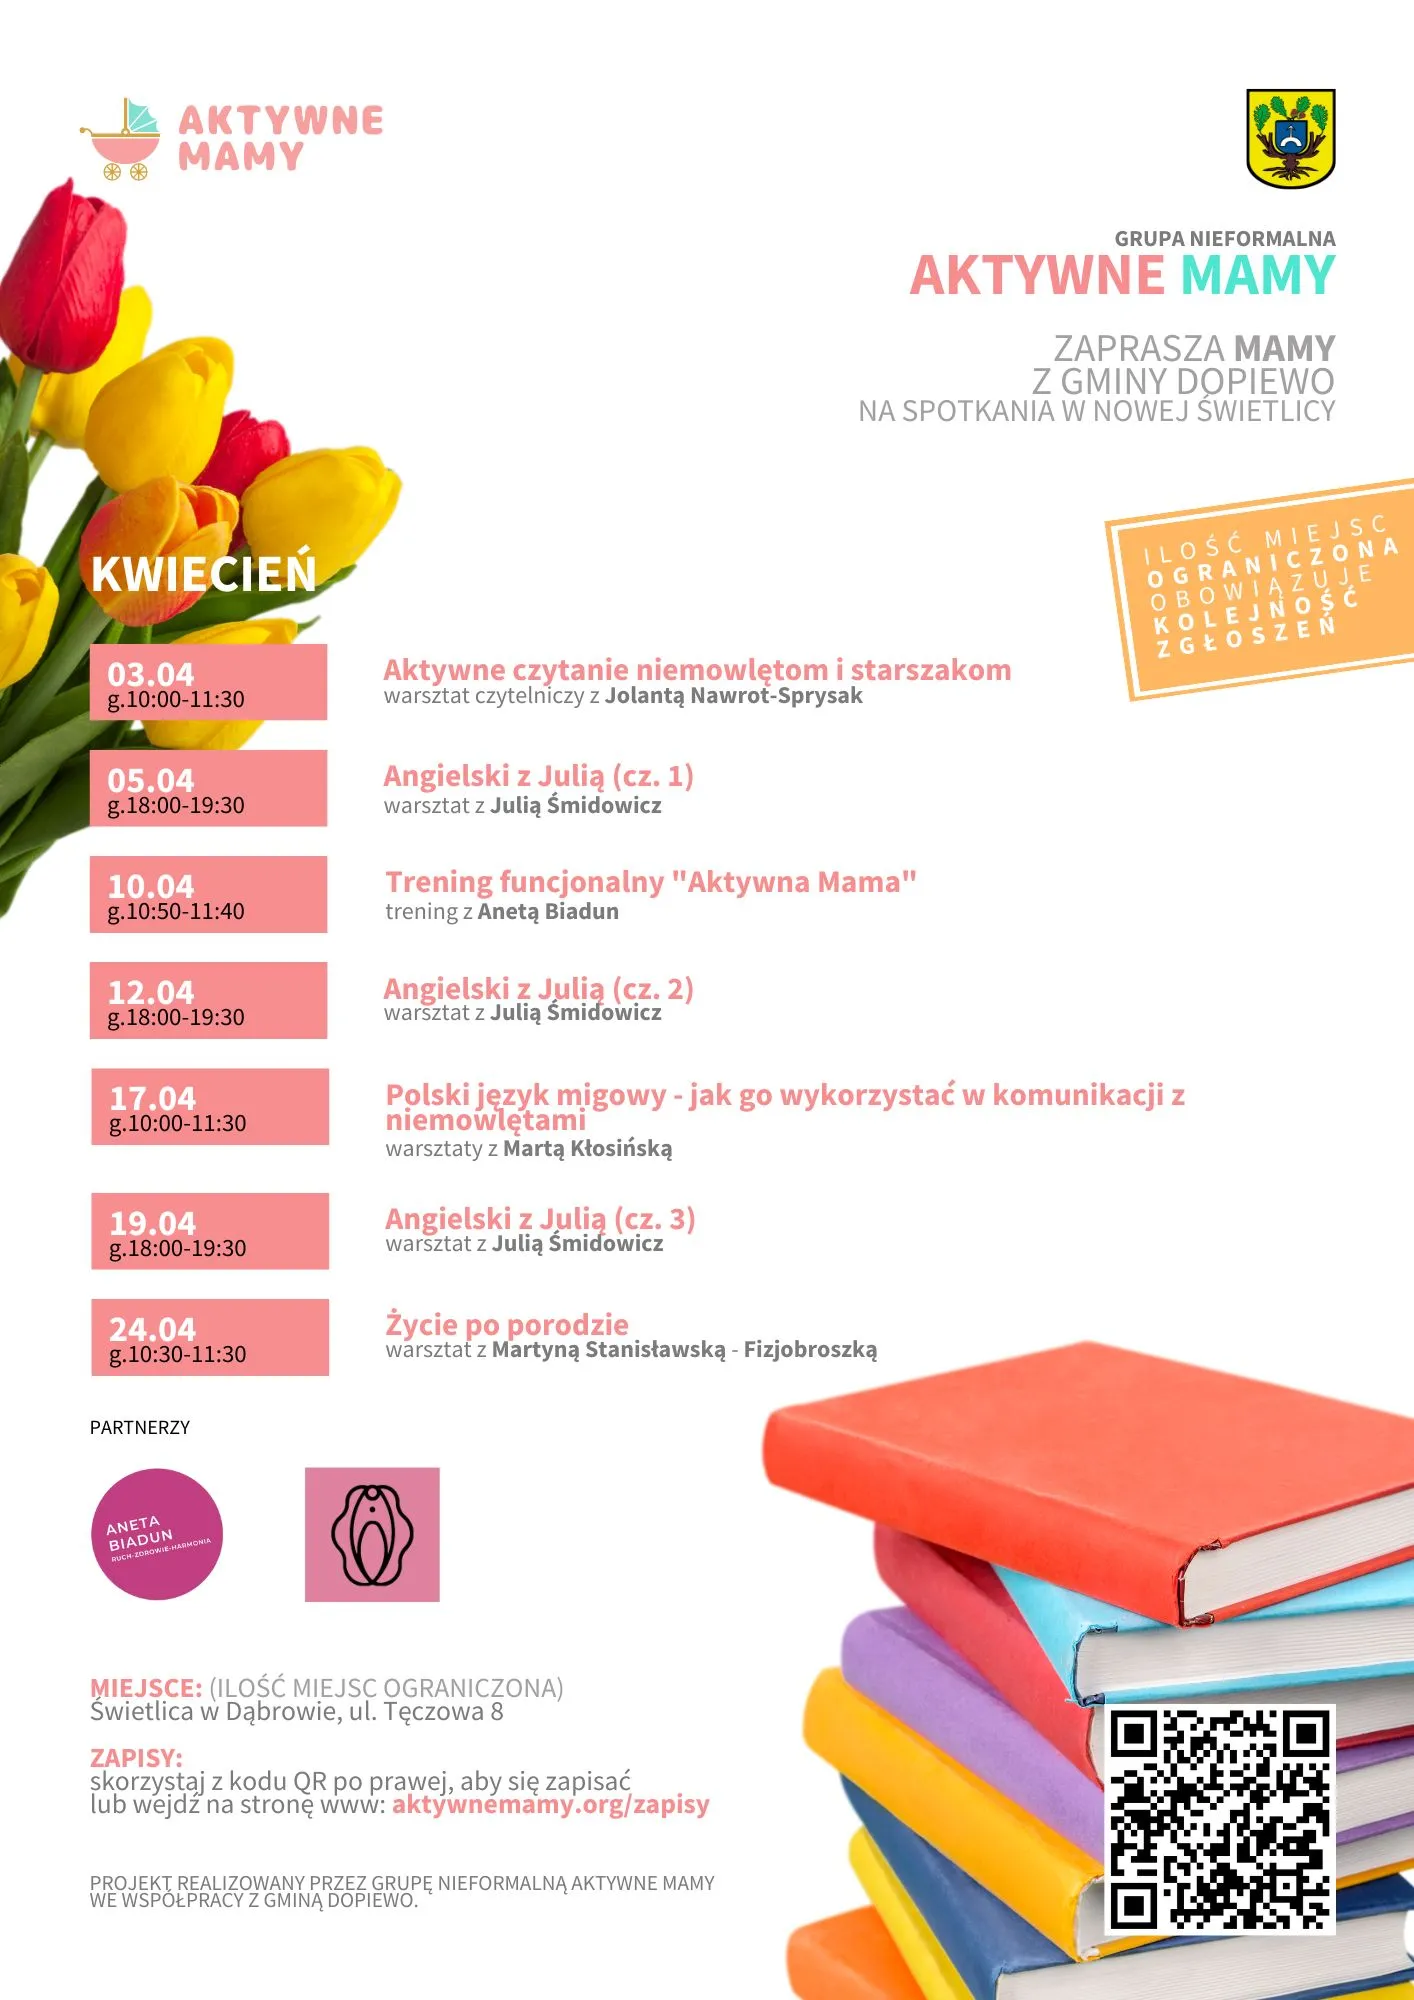 AKTYWNE
MAMY
GRUPA NIEFORMALNA
AKTYWNE MAMY
ZAPRASZA MAMY
Z GMINY DOPIEWO
NA SPOTKANIA W NOWEJ ŚWIETLICY
ILOŚĆ MIEJSC
OGRANICZONA
OBOWIĄZUJE
KOLEJNOŚĆ
ZGŁOSZEŃ
KWIECIEŃ
03.04
g.10:00-11:30
Aktywne czytanie niemowlętom i starszakom
warsztat czytelniczy z Jolantą Nawrot-Sprysak
05.04
g.18:00-19:30
Angielski z Julią (cz. 1)
warsztat z Julią Śmidowicz
10.04
g.10:50-11:40
Trening funcjonalny "Aktywna Mama"
trening z Anetą Biadun
12.04
g.18:00-19:30
Angielski z Julią (cz. 2)
warsztat z Julią Śmidowicz
17.04
g.10:00-11:30
Polski język migowy - jak go wykorzystać w komunikacji z
niemowlętami
warsztaty z Martą Kłosińską
19.04
g.18:00-19:30
Angielski z Julią (cz. 3)
warsztat z Julią Śmidowicz
24.04
g.10:30-11:30
Życie po porodzie
warsztat z Martyną Stanisławską - Fizjobroszką
PARTNERZY
ANETA
BIADUN
RUCH-ZDROWIE-HARMONIA
MIEJSCE: (ILOŚĆ MIEJSC OGRANICZONA)
Świetlica w Dąbrowie, ul. Tęczowa 8
ZAPISY:
skorzystaj z kodu QR po prawej, aby się zapisać
lub wejdź na stronę www: aktywnemamy.org/zapisy
PROJEKT REALIZOWANY PRZEZ GRUPĘ NIEFORMALNĄ AKTYWNE MAMY
WE WSPÓŁPRACY Z GMINĄ DOPIEWO.